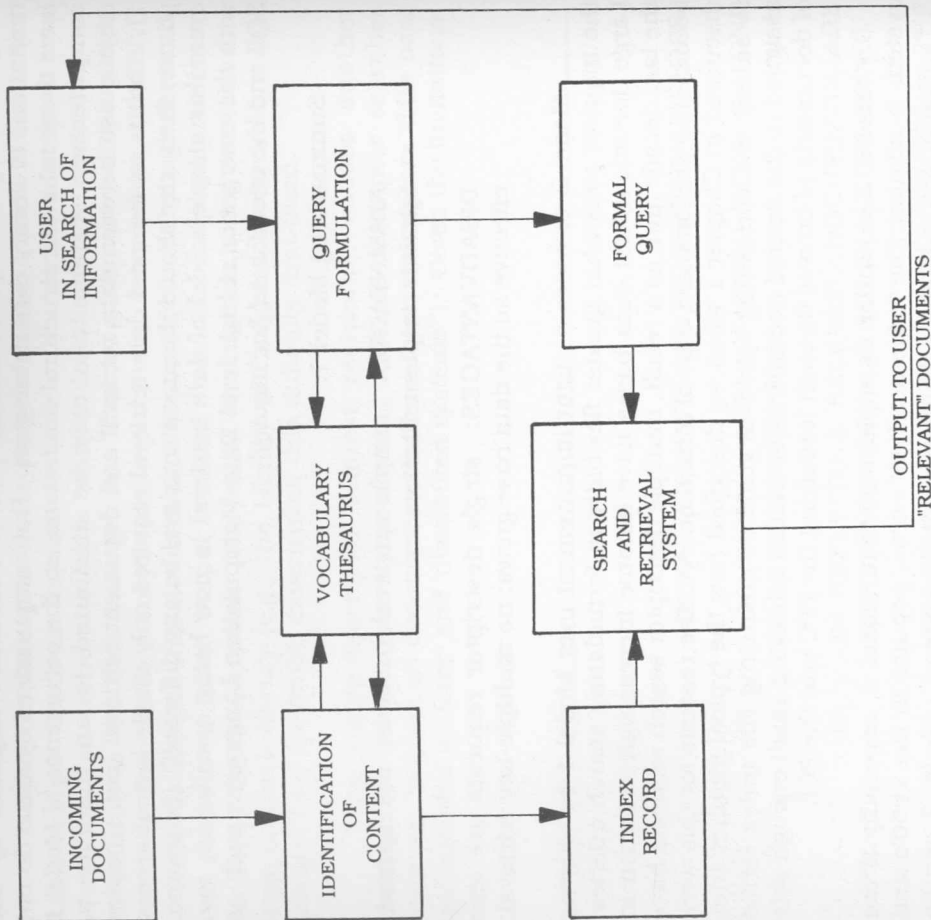 INCOMING
DOCUMENTS
USER
IN SEARCH OF
INFORMATION
IDENTIFICATION
OF
CONTENT
VOCABULARY
THESAURUS
QUERY
FORMULATION
INDEX
RECORD
SEARCH
AND
RETRIEVAL
SYSTEM
FORMAL
QUERY
OUTPUT TO USER
"RELEVANT" DOCUMENTS